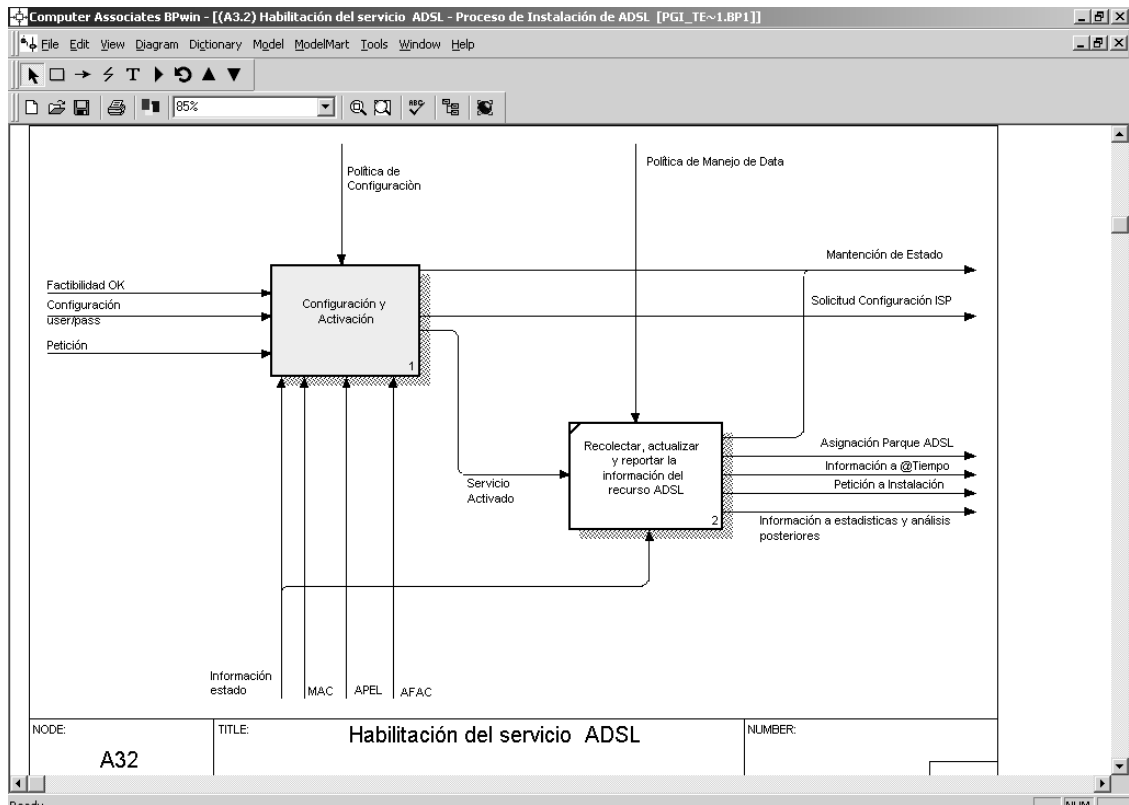 Computer Associates BPwin - [(A3.2) Habilitación del servicio  ADSL - Proceso de Instalación de ADSL  [PGI_TE~1.BP1]]
File Edit View Diagram Dictionary Model ModelMart Tools Window Help
T
85%
ABC
Política de
Configuraciòn
Política de Manejo de Data
Mantención de Estado
Factibilidad OK
Configuración
user/pass
Petición
Configuración y
Activación
1
Solicitud Configuración ISP
Recolectar, actualizar
y reportar la
información del
recurso ADSL
2
Servicio
Activado
Asignación Parque ADSL
Información a @Tiempo
Petición a Instalación
Información a estadisticas y análisis
posteriores
Información
estado
MAC
APEL
AFAC
NODE:
A32
TITLE:
Habilitación del servicio  ADSL
NUMBER:
Ready
NUM